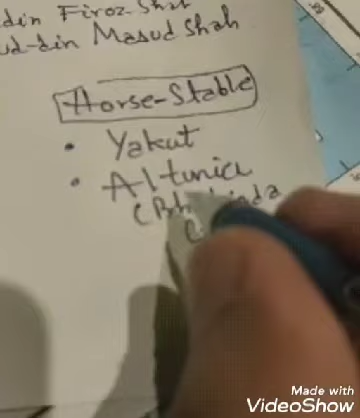 din Firoz Shah
ud-din Masud Shah
Horse-Stable
• Yakut
• Altunia
Made with
VideoShow